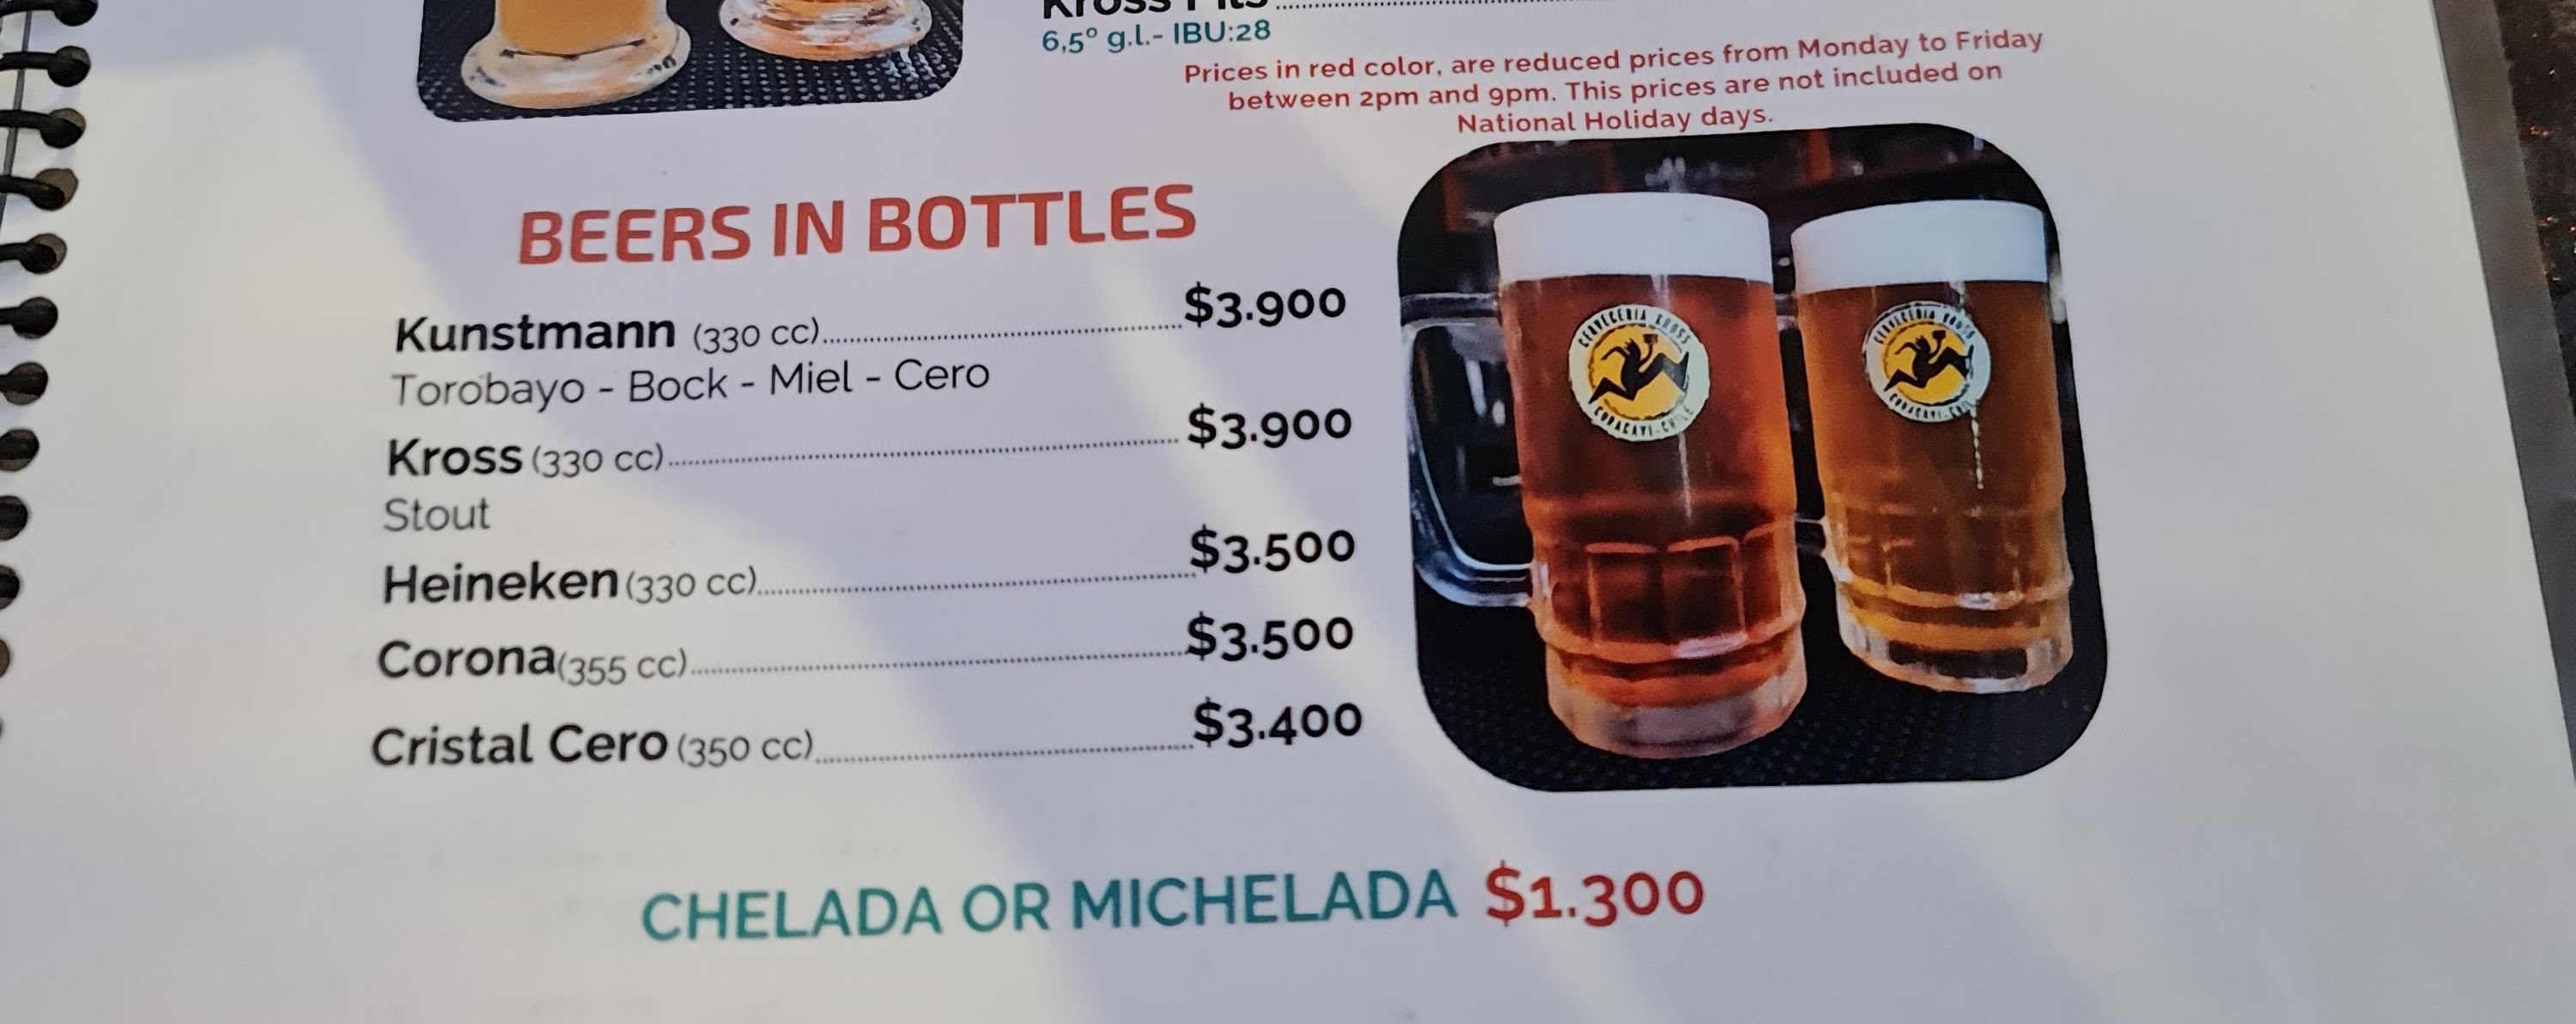 Kross Pils
6,5° g.l.- IBU:28
Prices in red color, are reduced prices from Monday to Friday
between 2pm and 9pm. This prices are not included on
National Holiday days.
BEERS IN BOTTLES
Kunstmann (330 cc) $3.900
Torobayo - Bock - Miel - Cero
Kross (330 cc) $3.900
Stout
Heineken (330 cc) $3.500
Corona (355 cc) $3.500
Cristal Cero (350 cc) $3.400
CERVECERIA KROSS
CURACAVI-CHILE
CERVECERIA KROSS
CURACAVI-CHILE
CHELADA OR MICHELADA $1.300